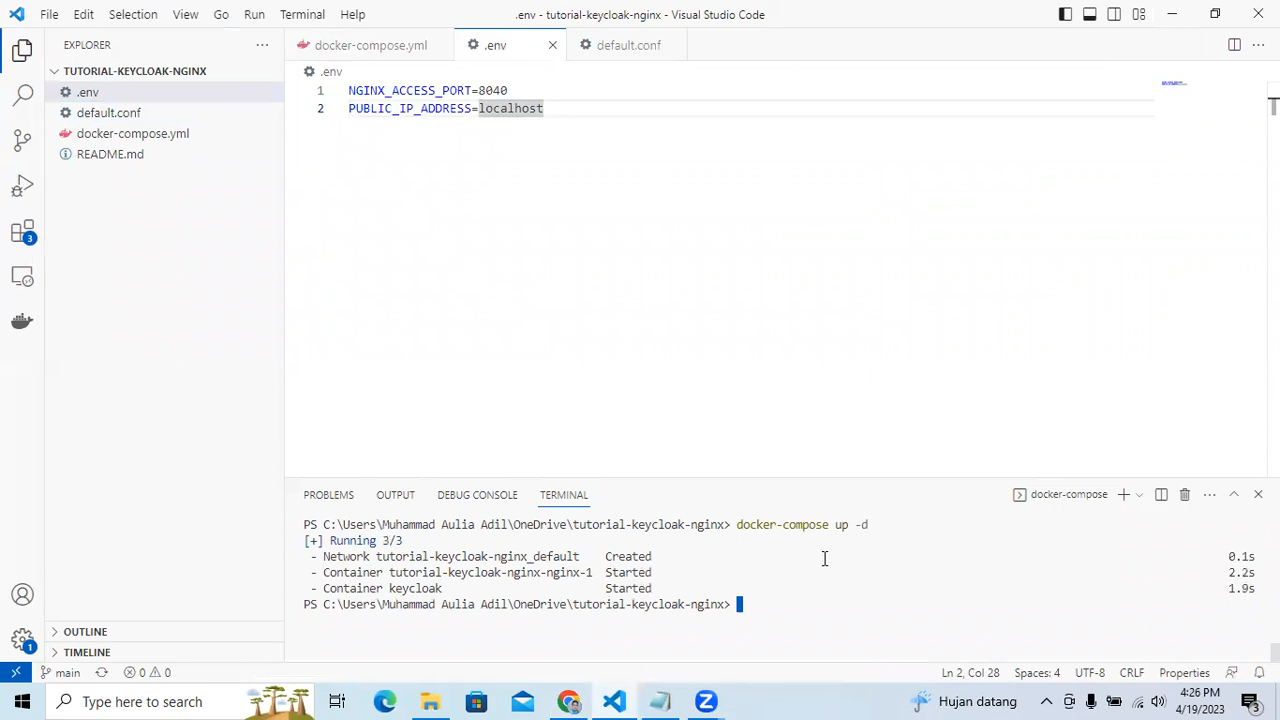 File Edit Selection View Go Run Terminal Help
.env - tutorial-keycloak-nginx - Visual Studio Code
EXPLORER
TUTORIAL-KEYCLOAK-NGINX
.env
default.conf
docker-compose.yml
README.md
OUTLINE
TIMELINE
docker-compose.yml .env default.conf
.env
1 NGINX_ACCESS_PORT=8040
2 PUBLIC_IP_ADDRESS=localhost
PROBLEMS OUTPUT DEBUG CONSOLE TERMINAL
docker-compose
PS C:\Users\Muhammad Aulia Adil\OneDrive\tutorial-keycloak-nginx> docker-compose up -d
[+] Running 3/3
- Network tutorial-keycloak-nginx_default Created 0.1s
- Container tutorial-keycloak-nginx-nginx-1 Started 2.2s
- Container keycloak Started 1.9s
PS C:\Users\Muhammad Aulia Adil\OneDrive\tutorial-keycloak-nginx>
3
1
main 0 0 Ln 2, Col 28 Spaces: 4 UTF-8 CRLF Properties
Type here to search
Hujan datang
4:26 PM
4/19/2023
3